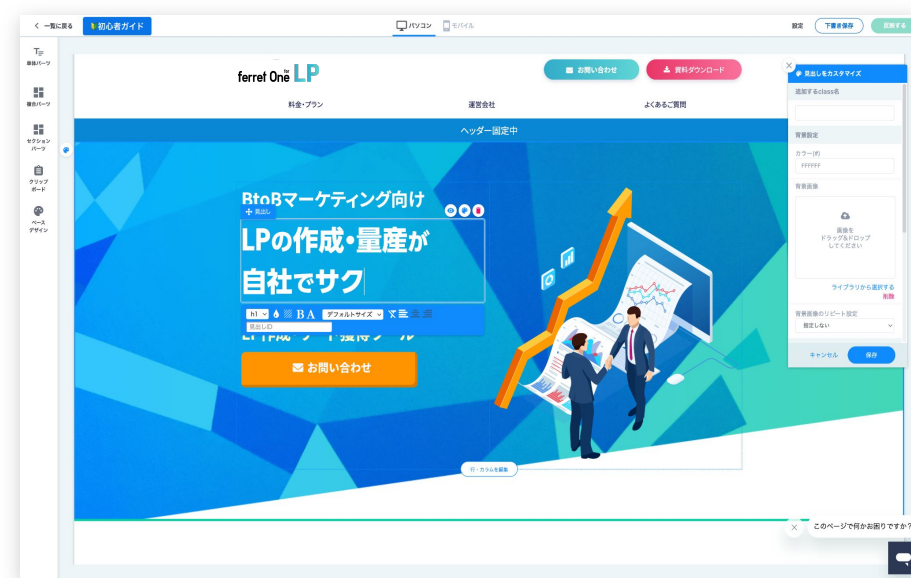 一覧に戻る
初心者ガイド
パソコン
モバイル
設定
下書き保存
反映する
単体パーツ
複合パーツ
セクション
パーツ
クリップ
ボード
ベース
デザイン
ferret One for LP
お問い合わせ
資料ダウンロード
料金・プラン
運営会社
よくあるご質問
ヘッダー固定中
BtoBマーケティング向け
見出し
LPの作成・量産が
自社でサク
h1
B A
デフォルトサイズ
見出しID
お問い合わせ
行・カラムを編集
見出しをカスタマイズ
追加するclass名
背景設定
カラー(#)
FFFFFF
背景画像
画像を
ドラッグ&ドロップ
してください
ライブラリから選択する
削除
背景画像のリピート設定
指定しない
キャンセル
保存
このページで何かお困りですか?